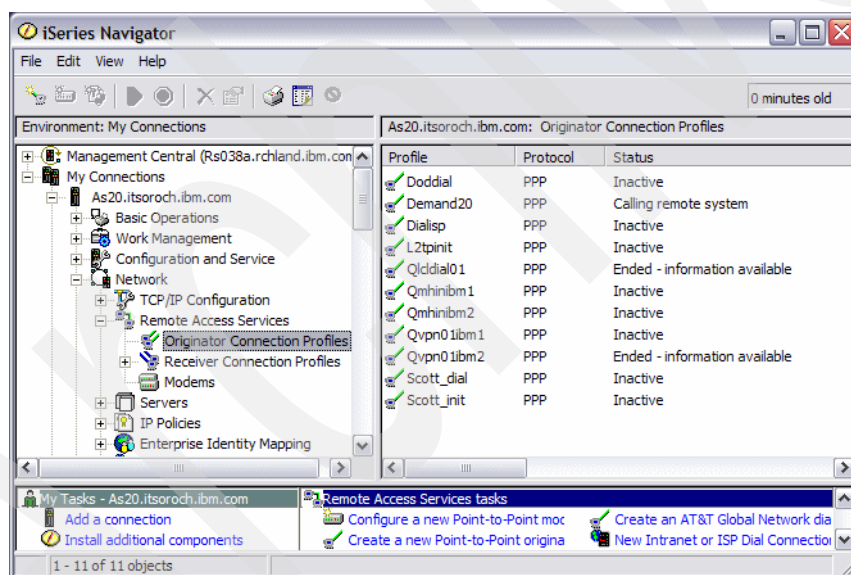 iSeries Navigator
File Edit View Help
0 minutes old
Environment: My Connections
As20.itsoroch.ibm.com: Originator Connection Profiles
Management Central (Rs038a.rchland.ibm.con
My Connections
As20.itsoroch.ibm.com
Basic Operations
Work Management
Configuration and Service
Network
TCP/IP Configuration
Remote Access Services
Originator Connection Profiles
Receiver Connection Profiles
Modems
Servers
IP Policies
Enterprise Identity Mapping
Profile Protocol Status
Doddial PPP Inactive
Demand20 PPP Calling remote system
Dialisp PPP Inactive
L2tpinit PPP Inactive
Qlcldial01 PPP Ended - information available
Qmhinibm1 PPP Inactive
Qmhinibm2 PPP Inactive
Qvpn01ibm1 PPP Inactive
Qvpn01ibm2 PPP Ended - information available
Scott_dial PPP Inactive
Scott_init PPP Inactive
My Tasks - As20.itsoroch.ibm.com
Add a connection
Install additional components
Remote Access Services tasks
Configure a new Point-to-Point moc
Create an AT&T Global Network dia
Create a new Point-to-Point origina
New Intranet or ISP Dial Connectior
1 - 11 of 11 objects